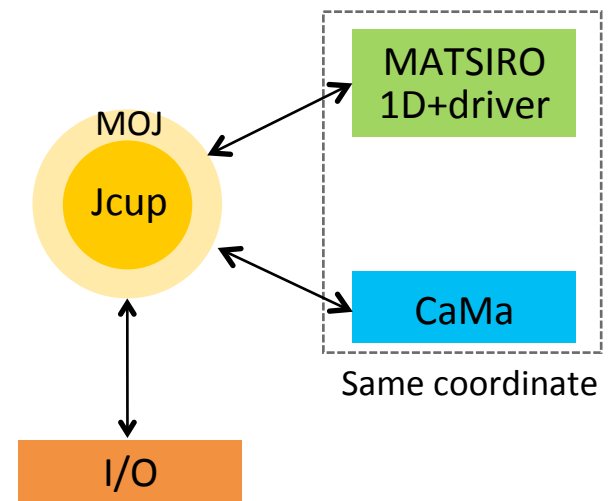 MATSIRO
1D+driver
MOJ
Jcup
CaMa
Same coordinate
I/O